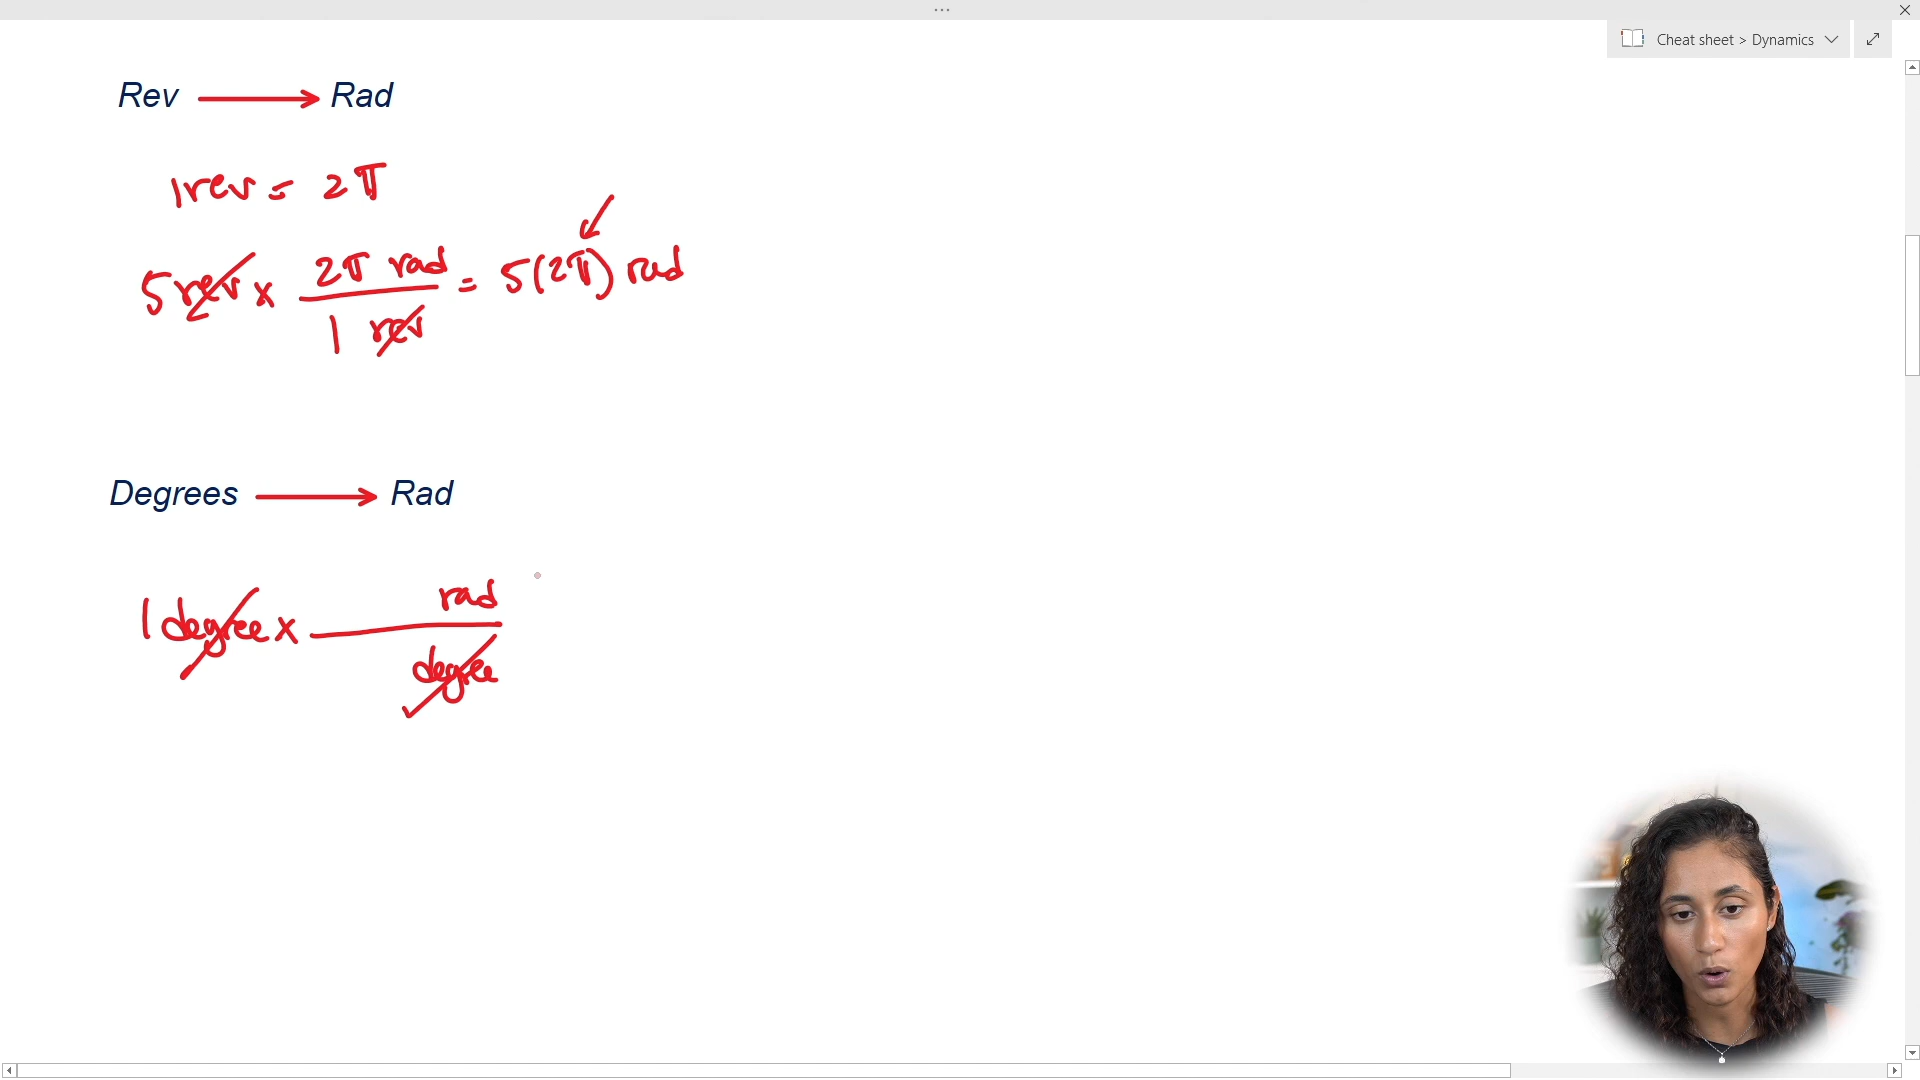 Cheat sheet > Dynamics
Rev → Rad
1rev = 2π
5 rev x 2π rad / 1 rev = 5(2π) rad
Degrees → Rad
1 degree x rad / degree